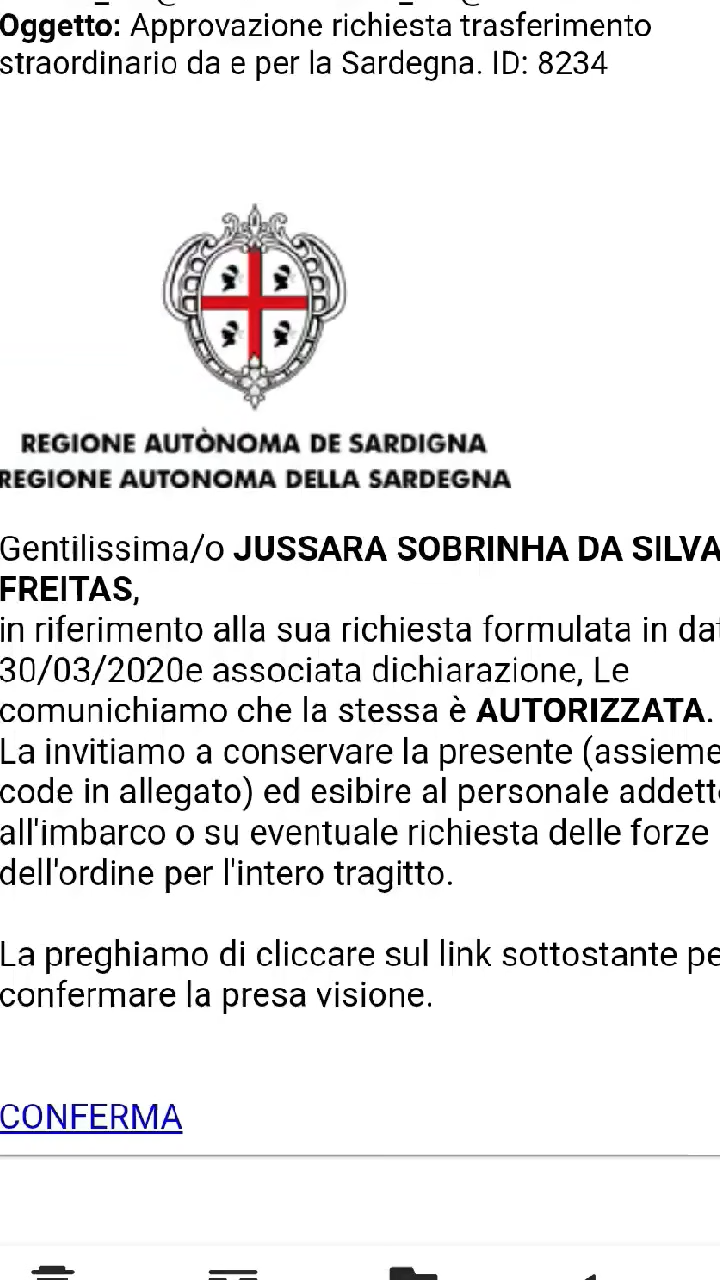 Oggetto: Approvazione richiesta trasferimento
straordinario da e per la Sardegna. ID: 8234
REGIONE AUTÒNOMA DE SARDIGNA
REGIONE AUTONOMA DELLA SARDEGNA
Gentilissima/o JUSSARA SOBRINHA DA SILVA
FREITAS,
in riferimento alla sua richiesta formulata in dat
30/03/2020e associata dichiarazione, Le
comunichiamo che la stessa è AUTORIZZATA.
La invitiamo a conservare la presente (assieme
code in allegato) ed esibire al personale addett
all'imbarco o su eventuale richiesta delle forze
dell'ordine per l'intero tragitto.
La preghiamo di cliccare sul link sottostante pe
confermare la presa visione.
CONFERMA